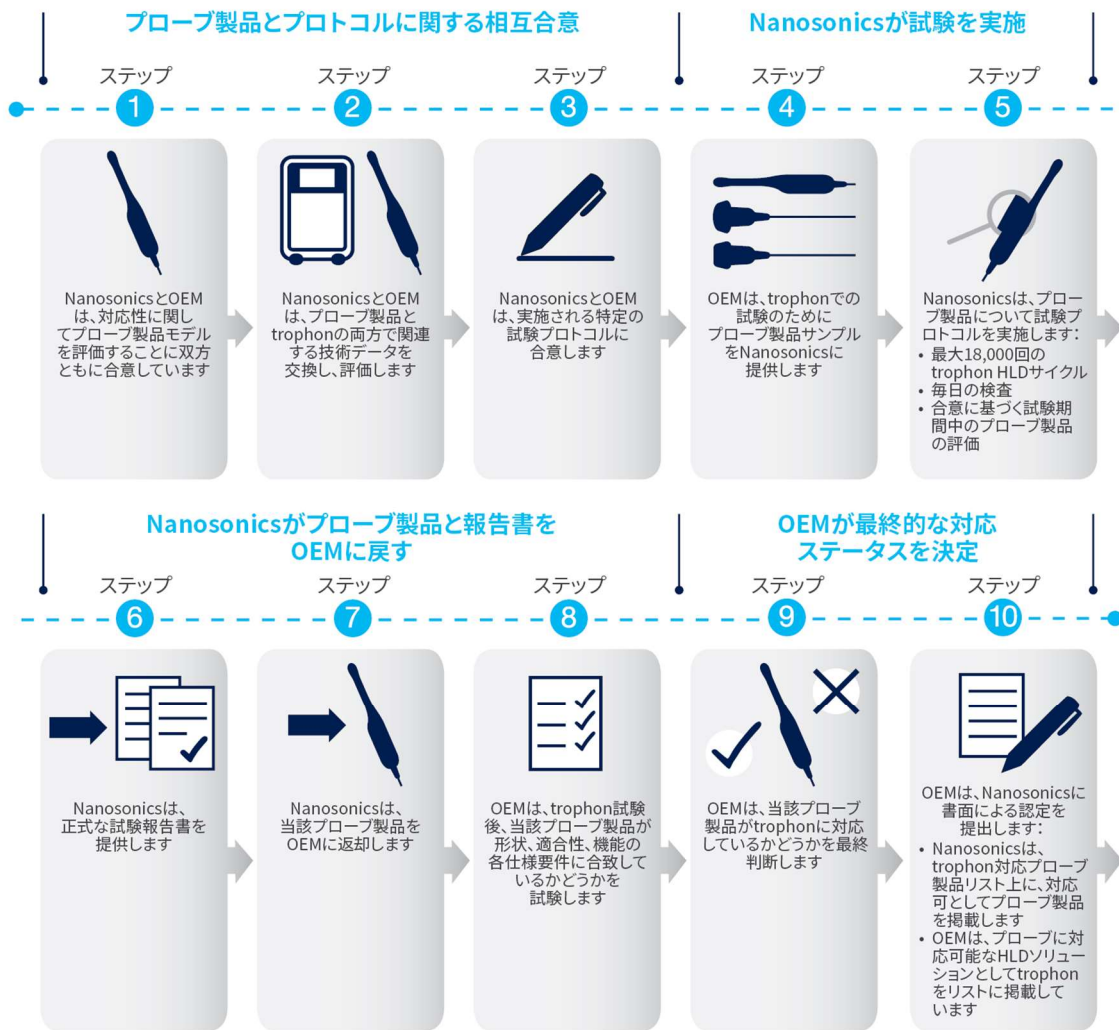 プローブ製品とプロトコルに関する相互合意
Nanosonicsが試験を実施
ステップ
1
ステップ
2
ステップ
3
ステップ
4
ステップ
5
NanosonicsとOEM
は、対応性に関し
てプローブ製品モデル
を評価することに双方
ともに合意しています
NanosonicsとOEM
は、プローブ製品と
trophonの両方で関連
する技術データを
交換し、評価します
NanosonicsとOEM
は、実施される特定の
試験プロトコルに
合意します
OEMは、trophonでの
試験のために
プローブ製品サンプル
をNanosonicsに
提供します
Nanosonicsは、プロー
ブ製品について試験プ
ロトコルを実施します：
• 最大18,000回の
trophon HLDサイクル
• 毎日の検査
• 合意に基づく試験期
間中のプローブ製品
の評価
Nanosonicsがプローブ製品と報告書を
OEMに戻す
OEMが最終的な対応
ステータスを決定
ステップ
6
ステップ
7
ステップ
8
ステップ
9
ステップ
10
Nanosonicsは、
正式な試験報告書を
提供します
Nanosonicsは、
当該プローブ製品を
OEMに返却します
OEMは、trophon試験
後、当該プローブ製品が
形状、適合性、機能の
各仕様要件に合致して
いるかどうかを
試験します
OEMは、当該プローブ
製品がtrophonに対応
しているかどうかを最終
判断します
OEMは、Nanosonicsに
書面による認定を
提出します：
• Nanosonicsは、
trophon対応プローブ
製品リスト上に、対応
可としてプローブ製品
を掲載します
• OEMは、プローブに対
応可能なHLDソリュー
ションとしてtrophon
をリストに掲載して
います